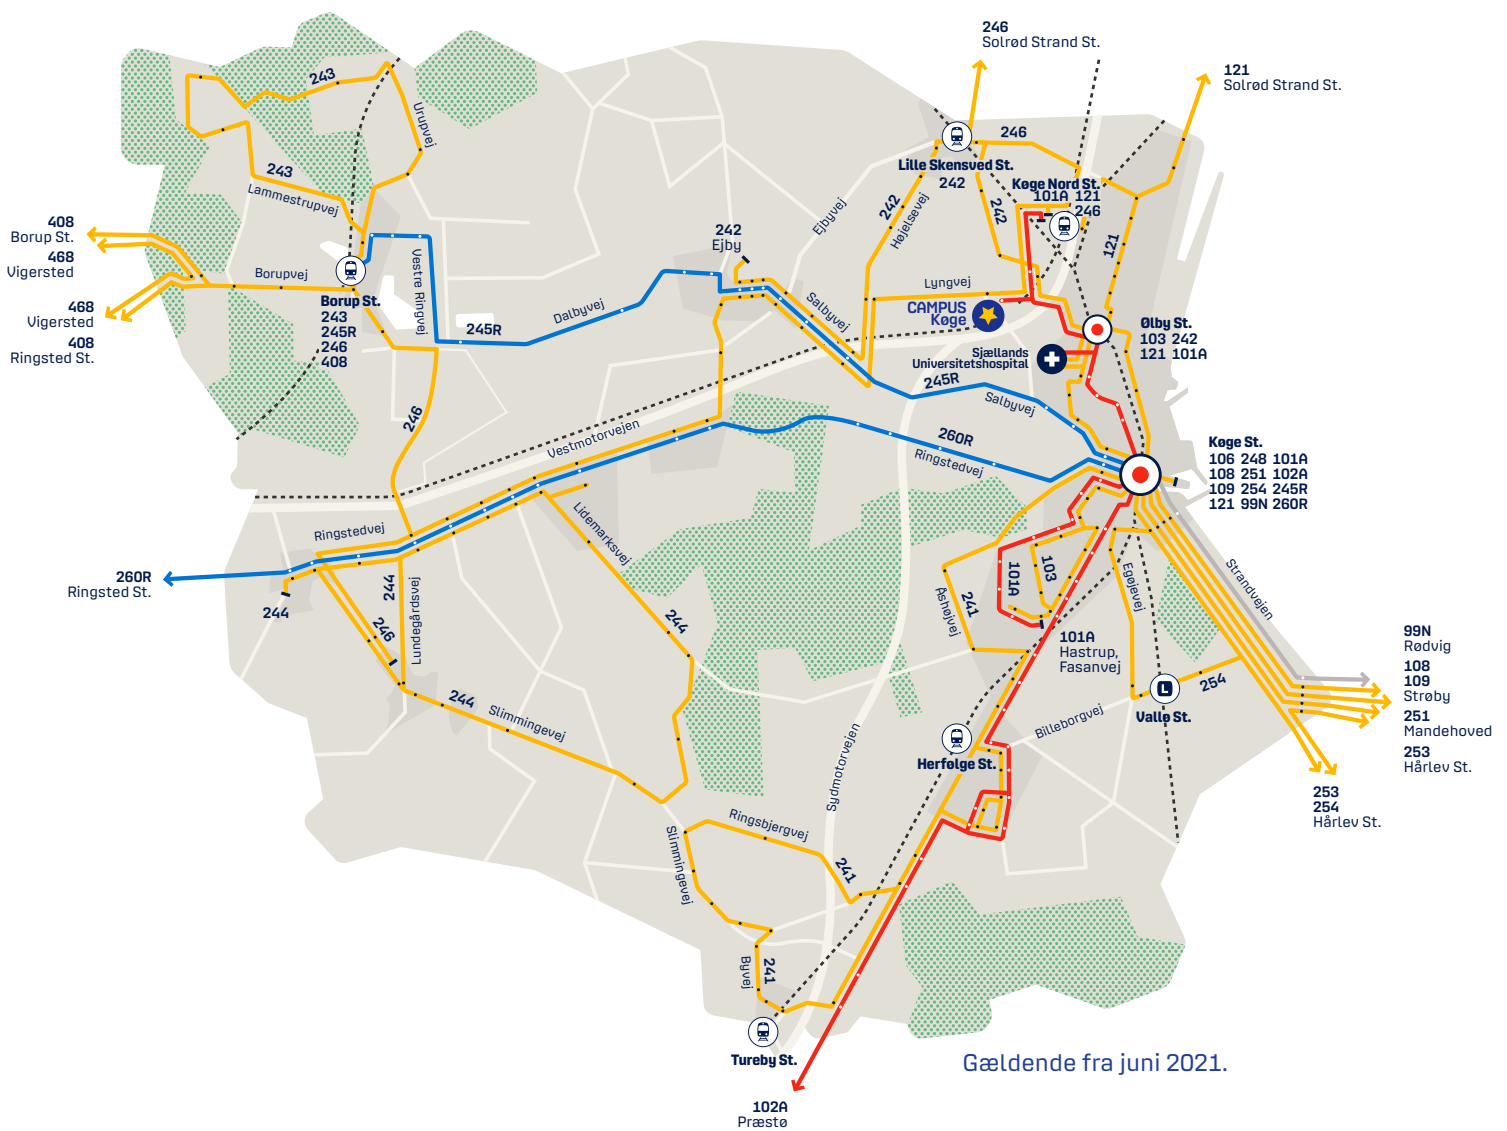 246
Solrød Strand St.
121
Solrød Strand St.
243
Urupvej
243
Lammestrupvej
408
Borup St.
468
Vigersted
468
Vigersted
408
Ringsted St.
Borupvej
Borup St.
243
245R
246
408
Vestre Ringvej
245R
Dalbyvej
242
Ejby
Ejbyvej
Salbyvej
242
Højelsevej
Lille Skensved St.
242
246
242
Køge Nord St.
101A 121
246
121
Lyngvej
CAMPUS
Køge
Sjællands
Universitetshospital
Ølby St.
103 242
121 101A
245R
Salbyvej
260R
Ringstedvej
Køge St.
106 248 101A
108 251 102A
109 254 245R
121 99N 260R
246
Vestmotorvejen
Ringstedvej
Lidemarksvej
260R
Ringsted St.
244
244
246
Lundegårdsvej
244
244
Slimmingevej
Åshøjvej
241
101A
103
Egøjevej
Strandvejen
101A
Hastrup,
Fasanvej
254
Vallø St.
Billeborgvej
99N
Rødvig
108
109
Strøby
251
Mandehoved
253
Hårlev St.
253
254
Hårlev St.
Herfølge St.
Sydmotorvejen
Ringsbjergvej
Slimmingevej
241
Byvej
241
Tureby St.
102A
Præstø
Gældende fra juni 2021.